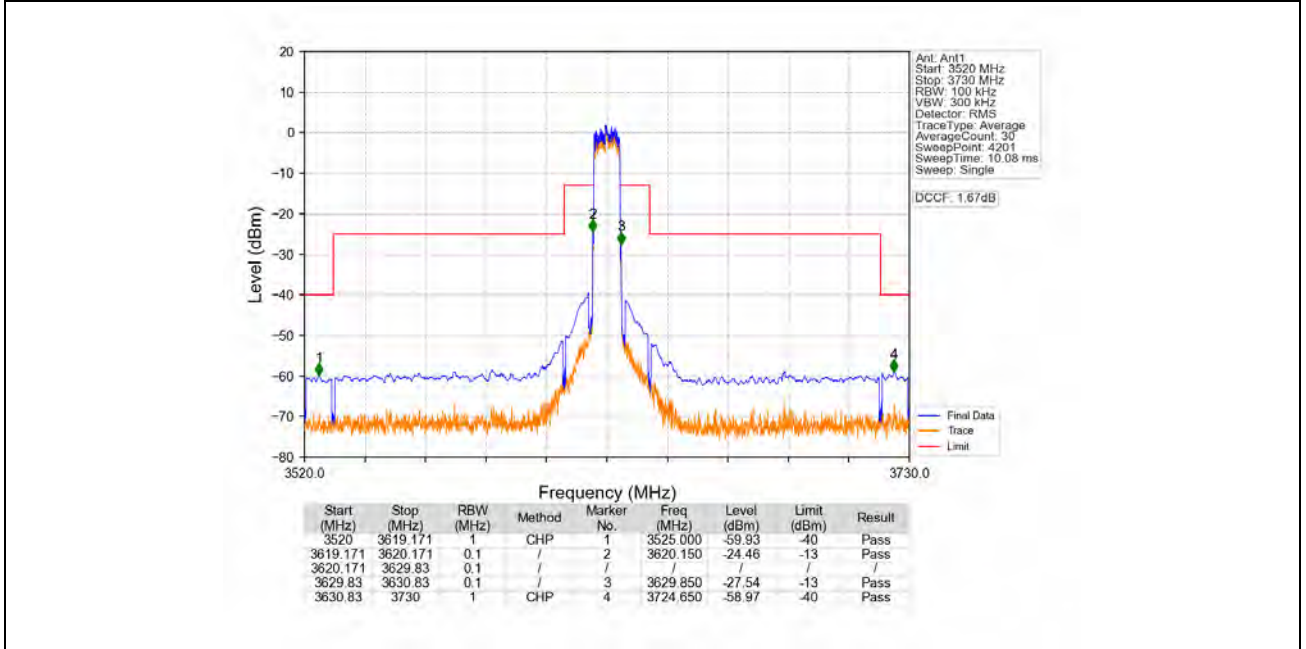 20
10
0
−10
−20
−30
−40
−50
−60
−70
−80
Level (dBm)
1
2
3
4
3520.0
3730.0
Frequency (MHz)
Ant: Ant1
Start: 3520 MHz
Stop: 3730 MHz
RBW: 100 kHz
VBW: 300 kHz
Detector: RMS
TraceType: Average
AverageCount: 30
SweepPoint: 4201
SweepTime: 10.08 ms
Sweep: Single
DCCF: 1.67dB
Final Data
Trace
Limit
Start (MHz) Stop (MHz) RBW (MHz) Method Marker No. Freq (MHz) Level (dBm) Limit (dBm) Result
3520 3619.171 1 CHP 1 3525.000 -59.93 -40 Pass
3619.171 3620.171 0.1 / 2 3620.150 -24.46 -13 Pass
3620.171 3629.83 0.1 / / / / / /
3629.83 3630.83 0.1 / 3 3629.850 -27.54 -13 Pass
3630.83 3730 1 CHP 4 3724.650 -58.97 -40 Pass